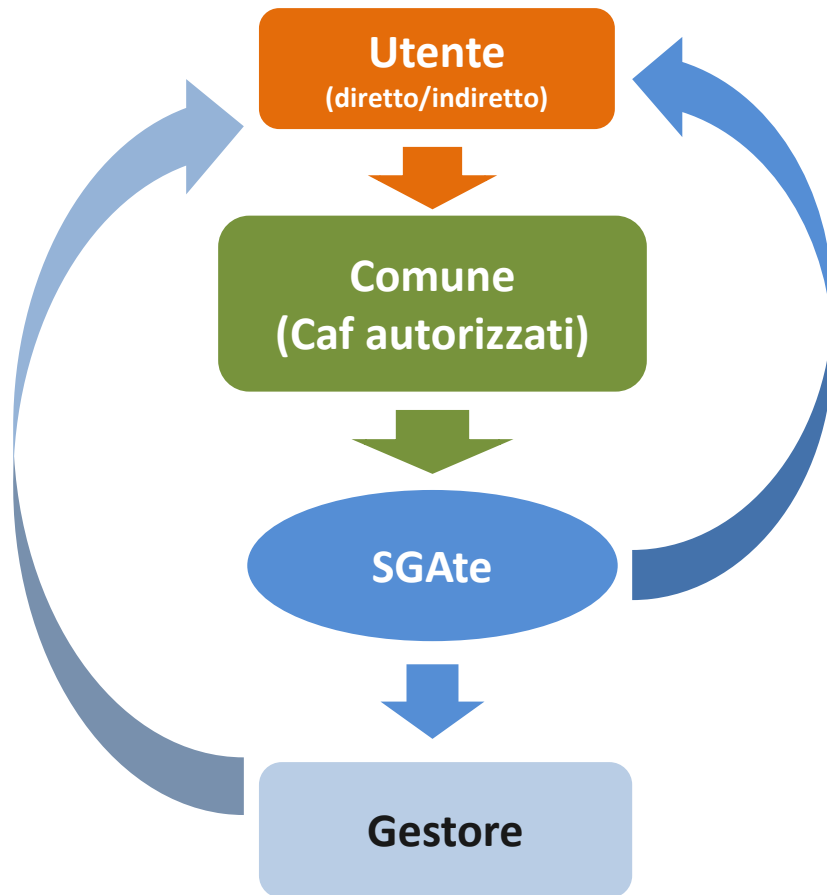 Utente
(diretto/indiretto)
Comune
(Caf autorizzati)
SGAte
Gestore